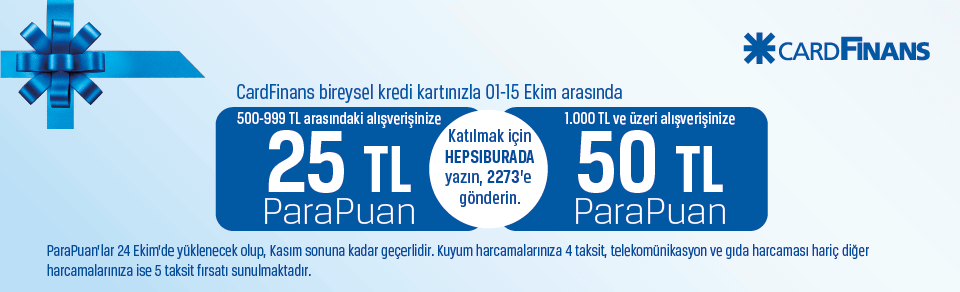 CARDFINANS
CardFinans bireysel kredi kartınızla 01-15 Ekim arasında
500-999 TL arasındaki alışverişinize
25 TL
ParaPuan
Katılmak için
HEPSIBURADA
yazın, 2273'e
gönderin.
1.000 TL ve üzeri alışverişinize
50 TL
ParaPuan
ParaPuan'lar 24 Ekim'de yüklenecek olup, Kasım sonuna kadar geçerlidir. Kuyum harcamalarınıza 4 taksit, telekomünikasyon ve gıda harcaması hariç diğer
harcamalarınıza ise 5 taksit fırsatı sunulmaktadır.